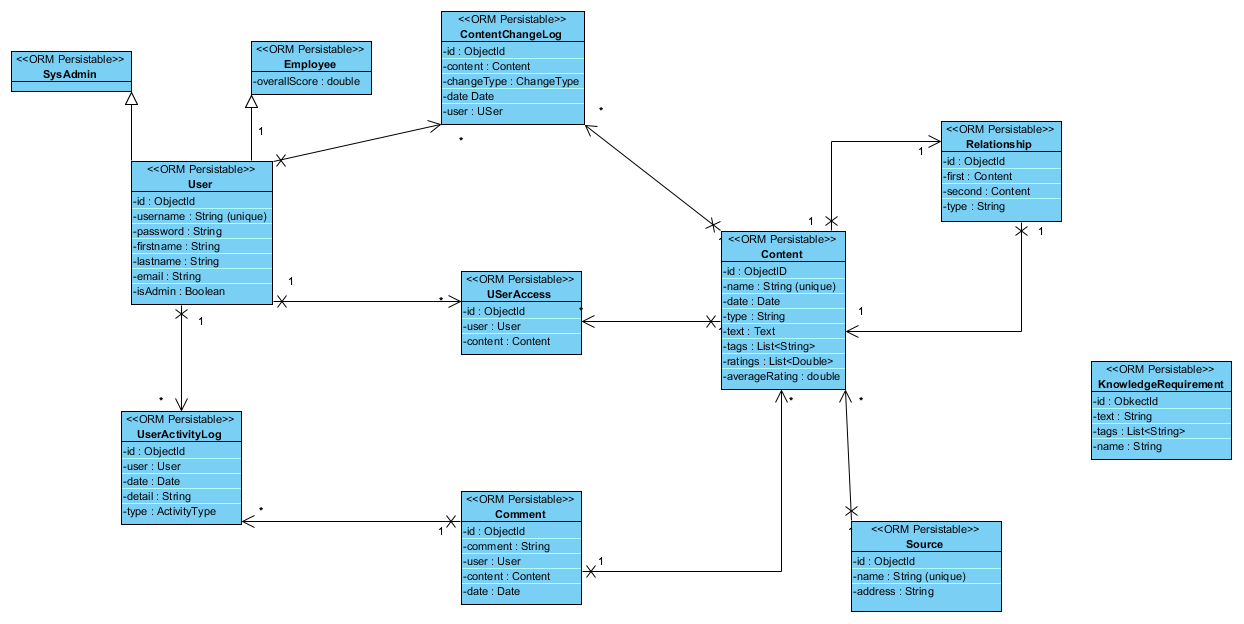 <<ORM Persistable>>
SysAdmin
<<ORM Persistable>>
Employee
-overallScore : double
<<ORM Persistable>>
ContentChangeLog
-id : ObjectId
-content : Content
-changeType : ChangeType
-date Date
-user : USer
*
*
1
<<ORM Persistable>>
User
-id : ObjectId
-username : String (unique)
-password : String
-firstname : String
-lastname : String
-email : String
-isAdmin : Boolean
1
*
1
*
<<ORM Persistable>>
USerAccess
-id : ObjectId
-user : User
-content : Content
*
<<ORM Persistable>>
Content
-id : ObjectID
-name : String (unique)
-date : Date
-type : String
-text : Text
-tags : List<String>
-ratings : List<Double>
-averageRating : double
1
1
<<ORM Persistable>>
Relationship
-id : ObjectId
-first : Content
-second : Content
-type : String
1
1
*
*
<<ORM Persistable>>
KnowledgeRequirement
-id : ObkectId
-text : String
-tags : List<String>
-name : String
<<ORM Persistable>>
UserActivityLog
-id : ObjectId
-user : User
-date : Date
-detail : String
-type : ActivityType
*
1
<<ORM Persistable>>
Comment
-id : ObjectId
-comment : String
-user : User
-content : Content
-date : Date
1
<<ORM Persistable>>
Source
-id : ObjectId
-name : String (unique)
-address : String